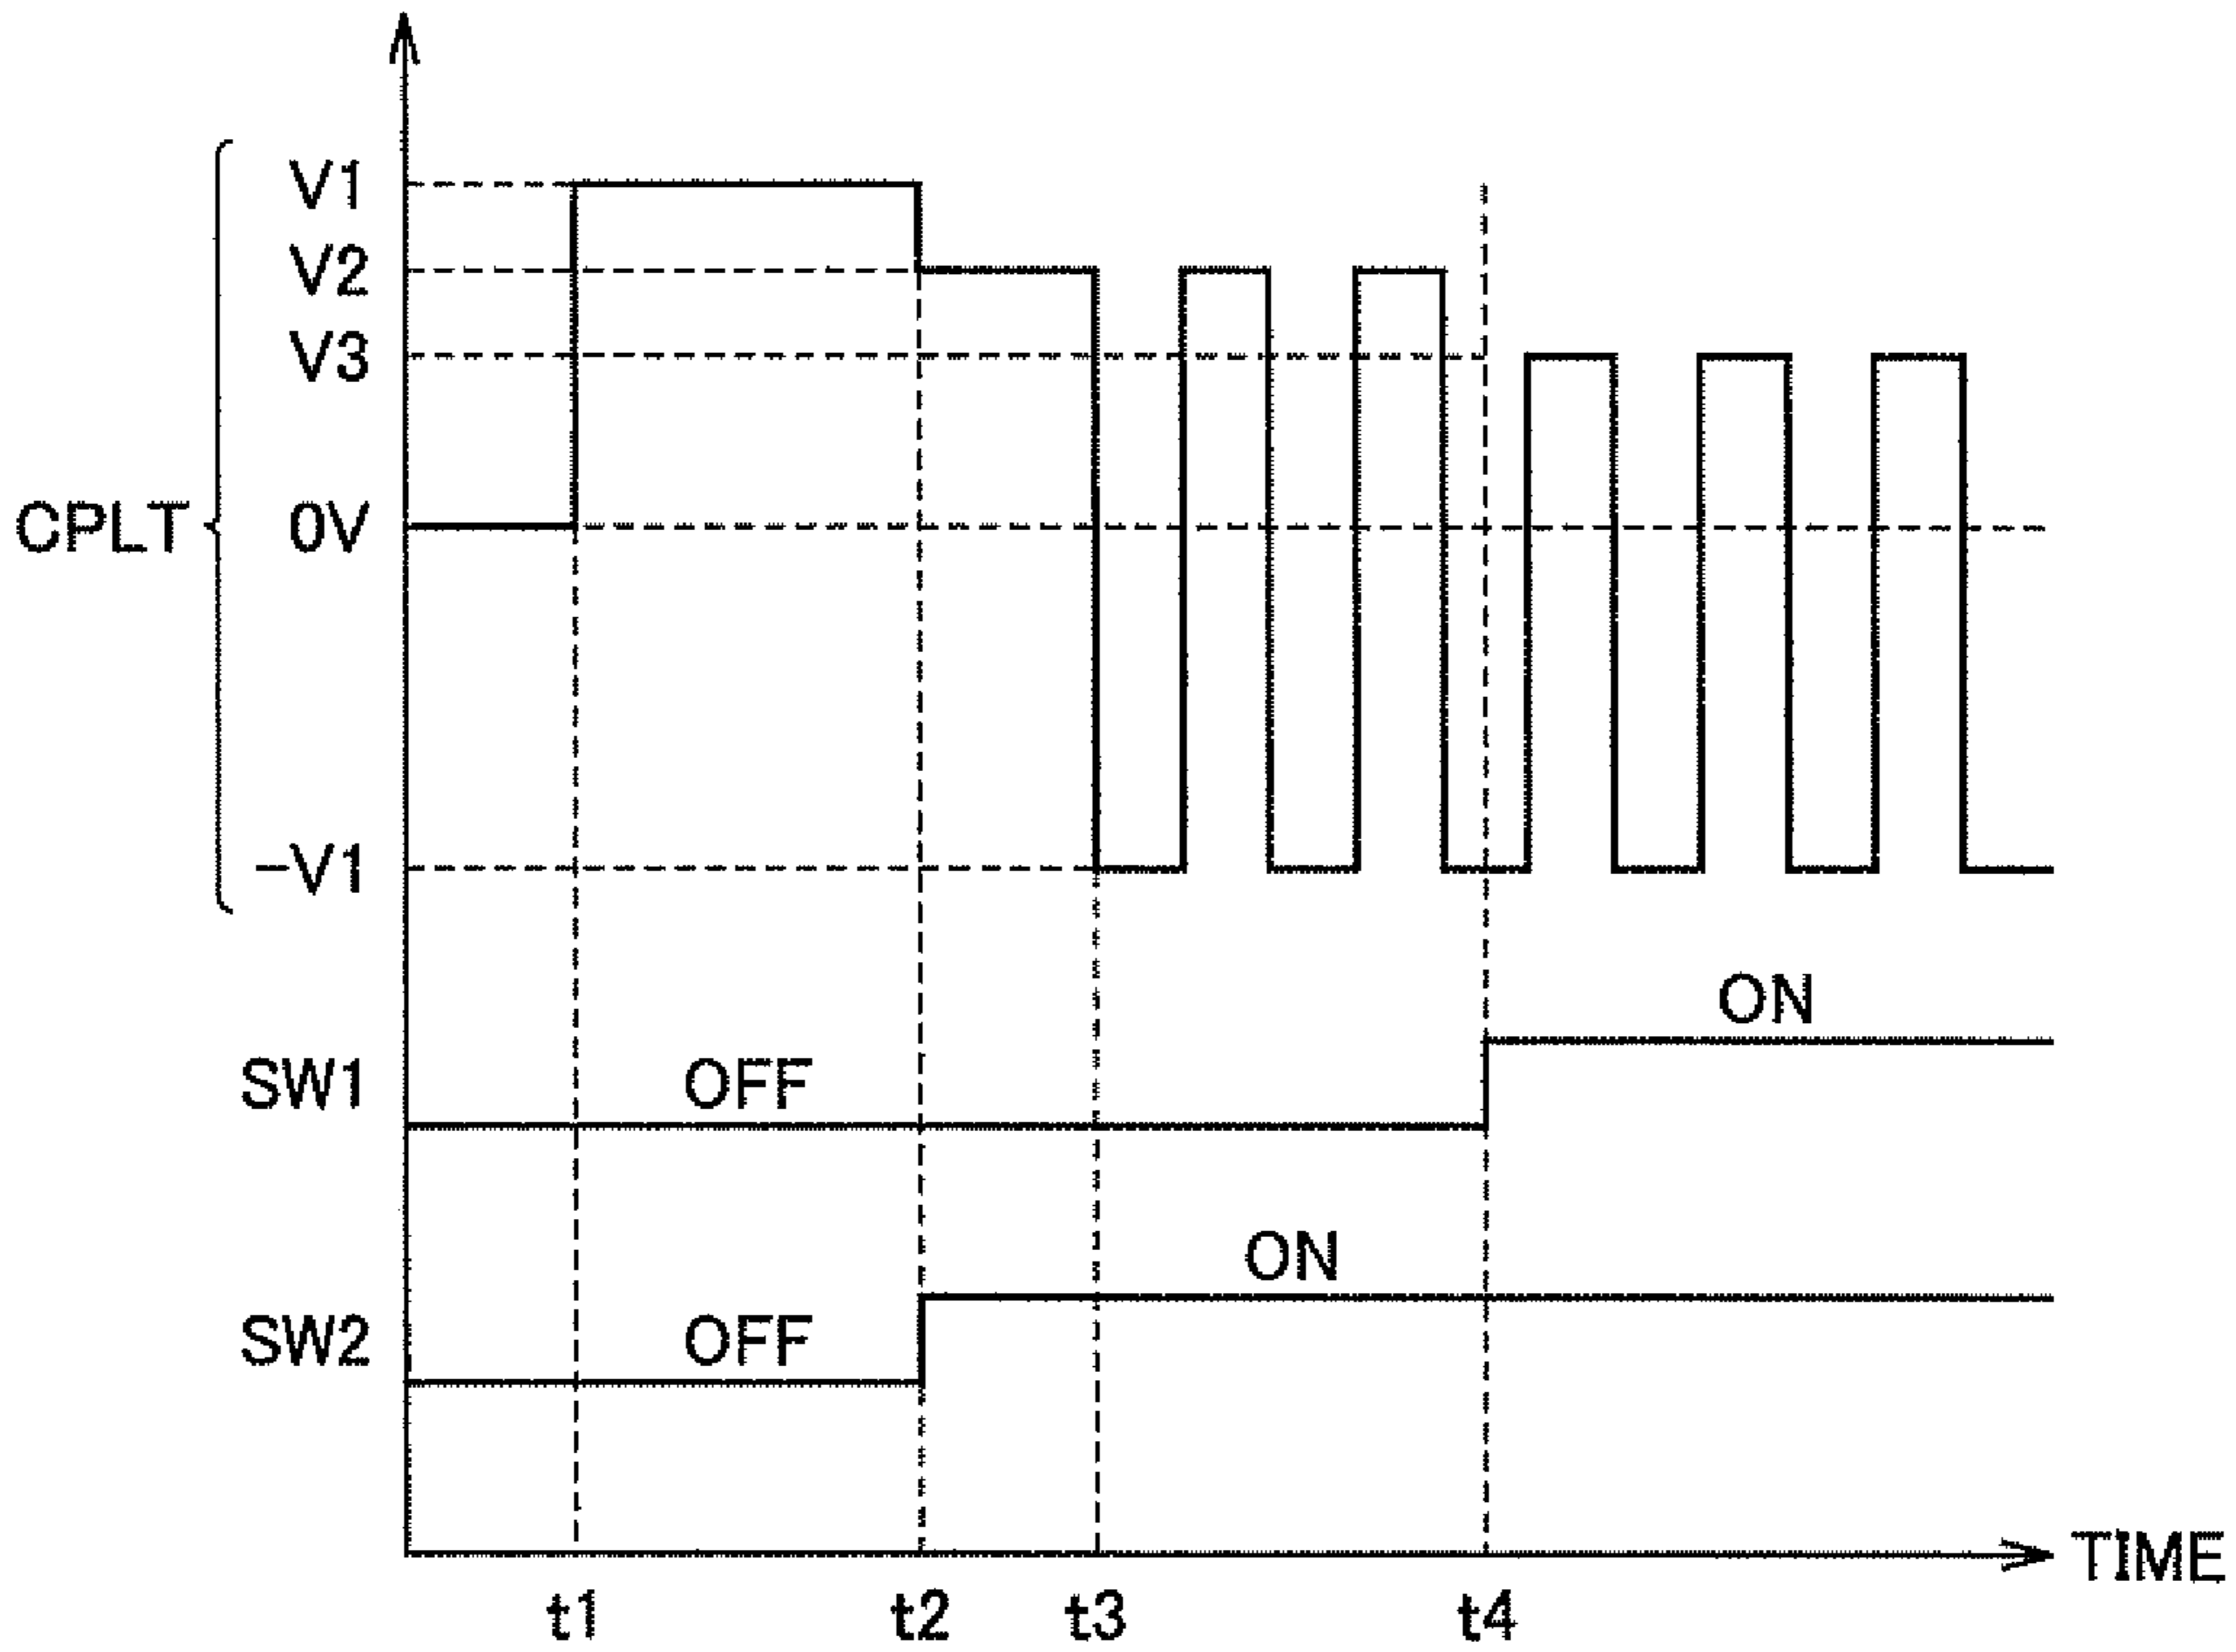 V1
V2
V3
CPLT 0V
-V1
ON
SW1 OFF
ON
SW2 OFF
TIME
t1 t2 t3 t4